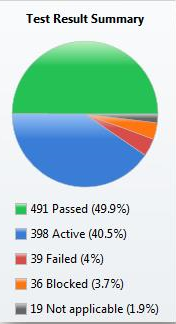 Test Result Summary
491 Passed (49.9%)
398 Active (40.5%)
39 Failed (4%)
36 Blocked (3.7%)
19 Not applicable (1.9%)